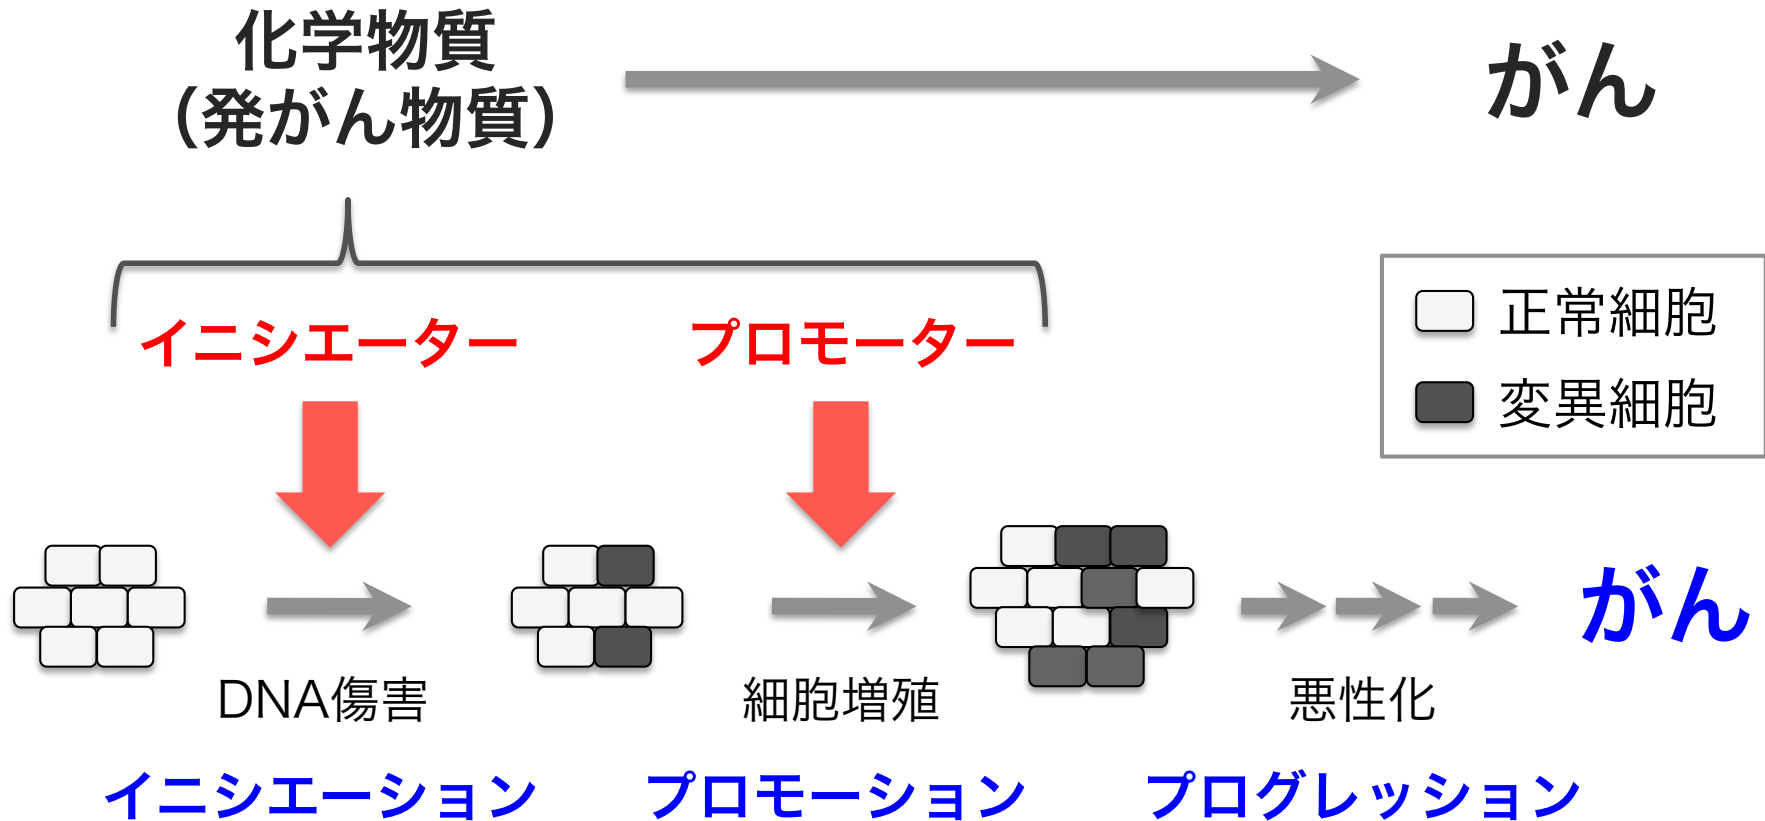 化学物質
（発がん物質）
がん
イニシエーター
プロモーター
正常細胞
変異細胞
がん
DNA傷害
細胞増殖
悪性化
イニシエーション
プロモーション
プログレッション